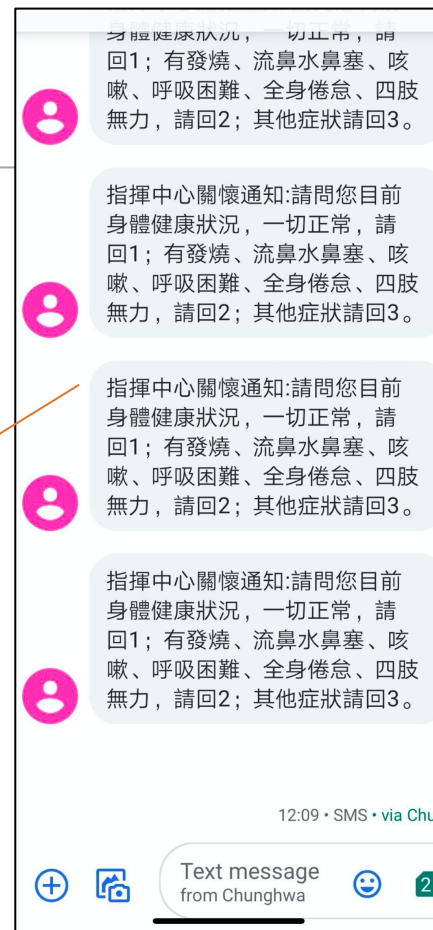 身體健康狀況，一切正常，請
回1；有發燒、流鼻水鼻塞、咳
嗽、呼吸困難、全身倦怠、四肢
無力，請回2；其他症狀請回3。
指揮中心關懷通知:請問您目前
身體健康狀況，一切正常，請
回1；有發燒、流鼻水鼻塞、咳
嗽、呼吸困難、全身倦怠、四肢
無力，請回2；其他症狀請回3。
指揮中心關懷通知:請問您目前
身體健康狀況，一切正常，請
回1；有發燒、流鼻水鼻塞、咳
嗽、呼吸困難、全身倦怠、四肢
無力，請回2；其他症狀請回3。
指揮中心關懷通知:請問您目前
身體健康狀況，一切正常，請
回1；有發燒、流鼻水鼻塞、咳
嗽、呼吸困難、全身倦怠、四肢
無力，請回2；其他症狀請回3。
12:09 • SMS • via Chu
Text message
from Chunghwa
2